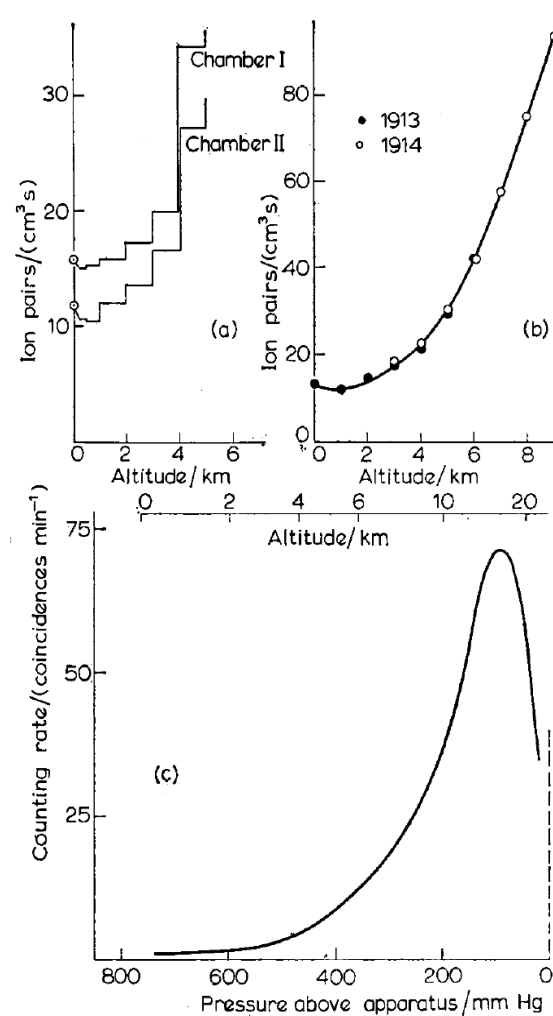 30
20
10
0
Ion pairs/(cm³s)
Chamber I
Chamber II
(a)
0 2 4 6
Altitude/km
80
60
40
20
0
Ion pairs/(cm³s)
1913
1914
(b)
0 2 4 6 8
Altitude/km
0 2 4 6 10 20
Altitude/km
75
50
25
Counting rate/(coincidences min⁻¹)
(c)
800 600 400 200 0
Pressure above apparatus/mm Hg